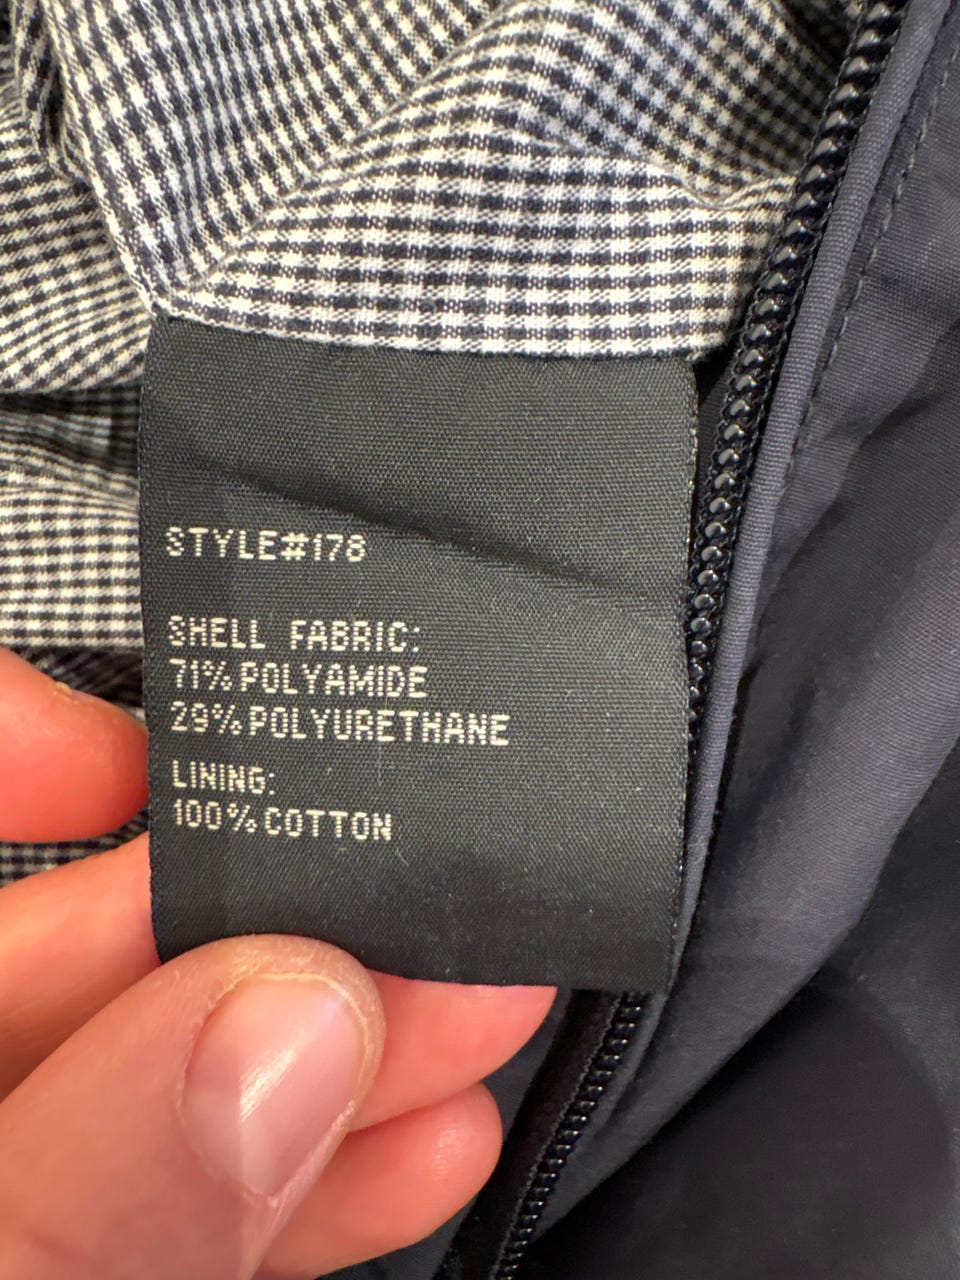 STYLE#178
SHELL FABRIC:
71% POLYAMIDE
29% POLYURETHANE
LINING:
100% COTTON